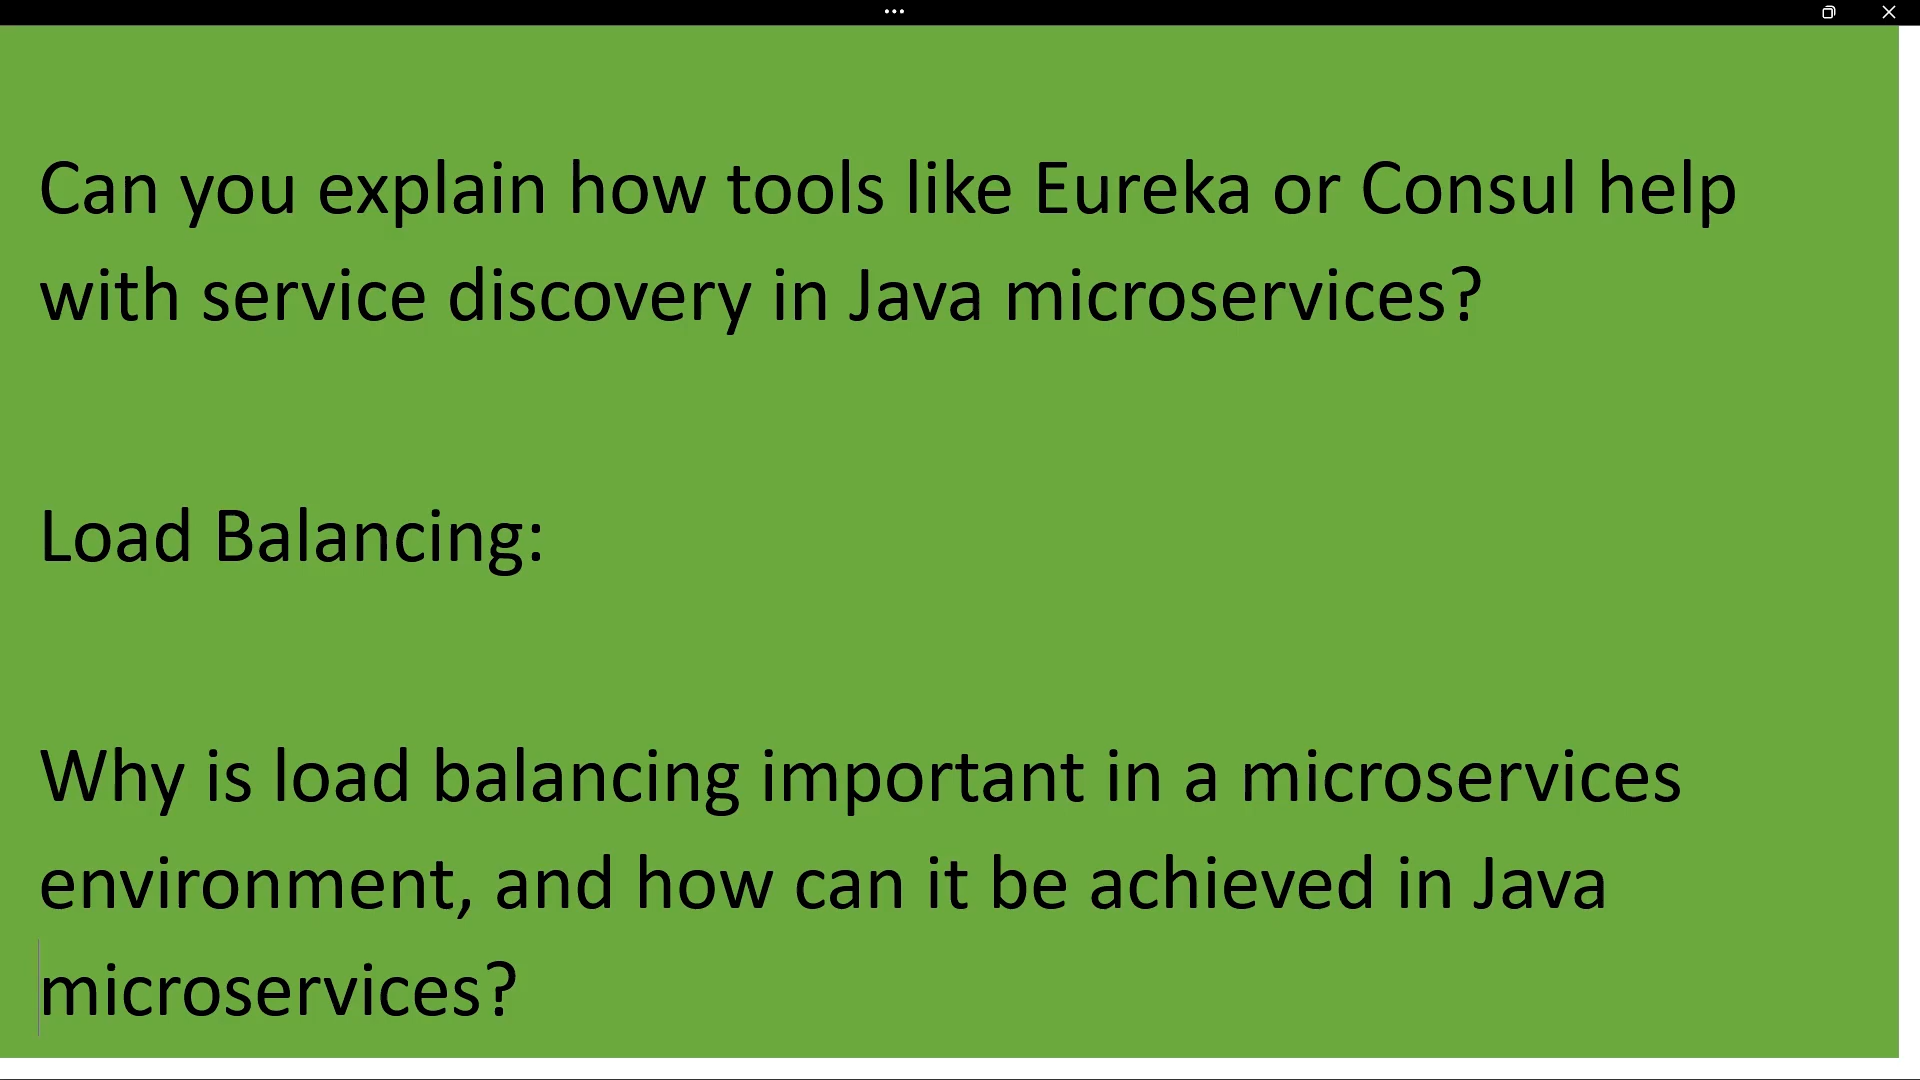 Can you explain how tools like Eureka or Consul help
with service discovery in Java microservices?
Load Balancing:
Why is load balancing important in a microservices
environment, and how can it be achieved in Java
microservices?